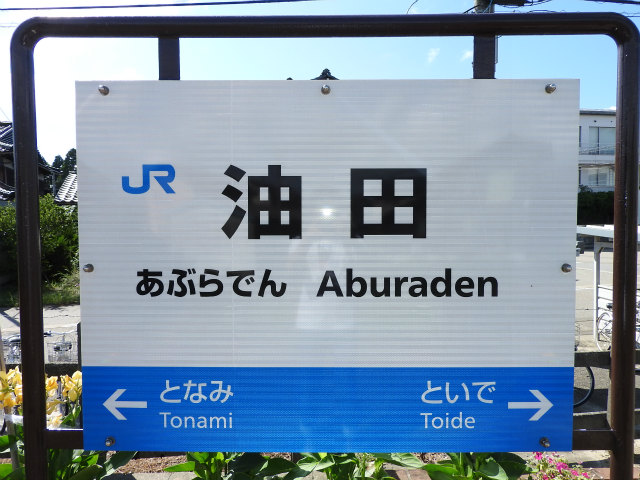 JR 油田
あぶらでん Aburaden
← となみ といで →
Tonami Toide